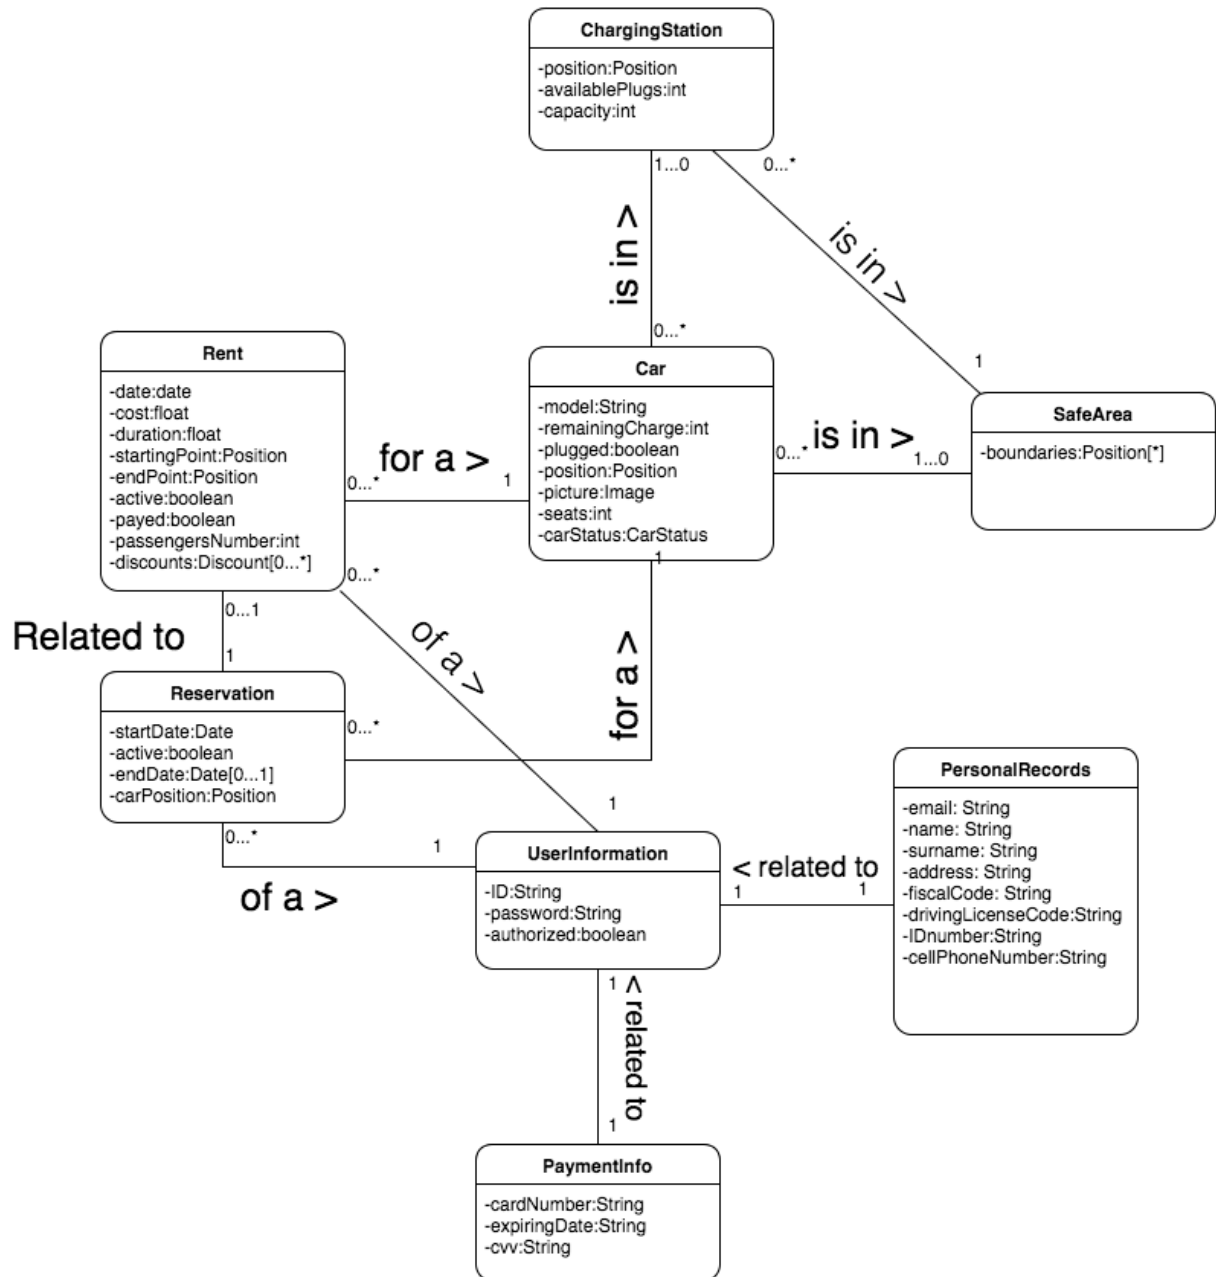 ChargingStation
-position:Position
-availablePlugs:int
-capacity:int
1...0
0...*
is in >
is in >
0...*
1
Rent
-date:date
-cost:float
-duration:float
-startingPoint:Position
-endPoint:Position
-active:boolean
-payed:boolean
-passengersNumber:int
-discounts:Discount[0...*]
for a >
0...*
1
Car
-model:String
-remainingCharge:int
-plugged:boolean
-position:Position
-picture:Image
-seats:int
-carStatus:CarStatus
1
is in >
0...*
1...0
SafeArea
-boundaries:Position[*]
0...*
0...1
Related to
1
of a >
for a >
Reservation
-startDate:Date
-active:boolean
-endDate:Date[0...1]
-carPosition:Position
0...*
0...*
1
of a >
1
UserInformation
-ID:String
-password:String
-authorized:boolean
< related to
1
1
PersonalRecords
-email: String
-name: String
-surname: String
-address: String
-fiscalCode: String
-drivingLicenseCode:String
-IDnumber:String
-cellPhoneNumber:String
1
< related to
1
PaymentInfo
-cardNumber:String
-expiringDate:String
-cvv:String